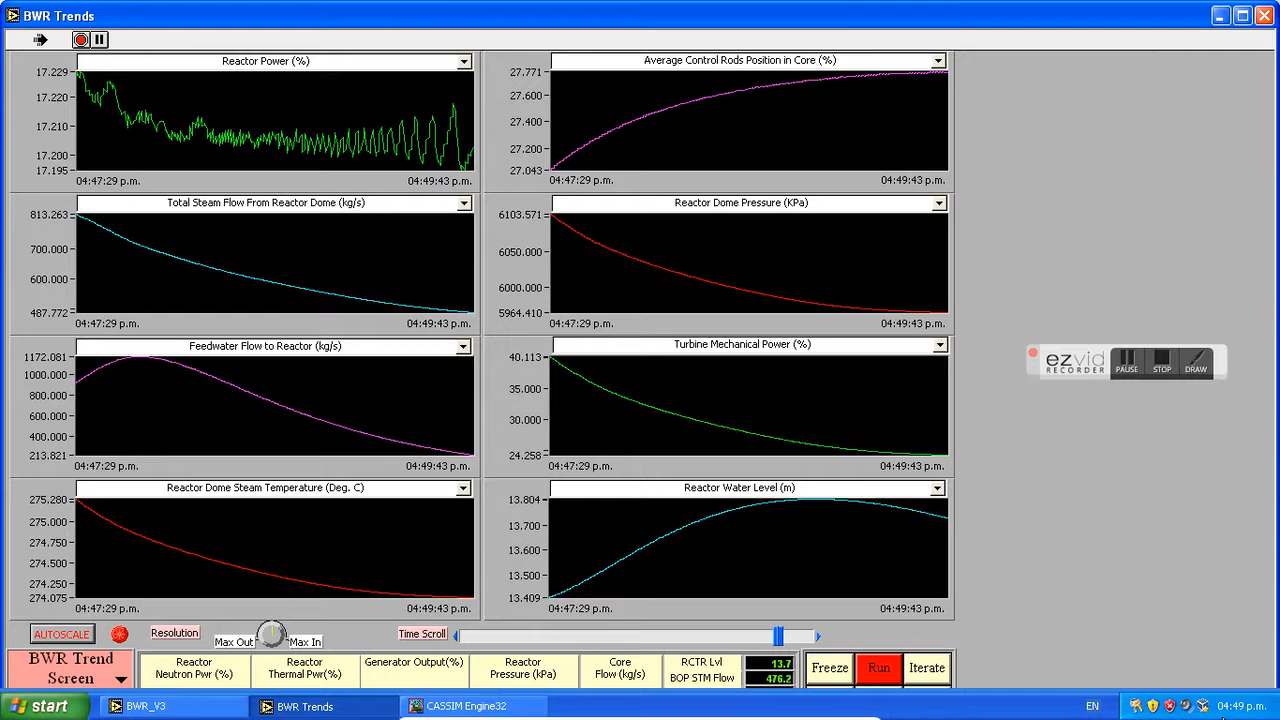 BWR Trends
Reactor Power (%)
17.229
17.220
17.210
17.200
17.195
04:47:29 p.m. 04:49:43 p.m.
Average Control Rods Position in Core (%)
27.771
27.600
27.400
27.200
27.043
04:47:29 p.m. 04:49:43 p.m.
Total Steam Flow From Reactor Dome (kg/s)
813.263
700.000
600.000
487.772
04:47:29 p.m. 04:49:43 p.m.
Reactor Dome Pressure (KPa)
6103.571
6050.000
6000.000
5964.410
04:47:29 p.m. 04:49:43 p.m.
Feedwater Flow to Reactor (kg/s)
1172.081
1000.000
800.000
600.000
400.000
213.821
04:47:29 p.m. 04:49:43 p.m.
Turbine Mechanical Power (%)
40.113
35.000
30.000
24.258
04:47:29 p.m. 04:49:43 p.m.
Reactor Dome Steam Temperature (Deg. C)
275.280
275.000
274.750
274.500
274.250
274.075
04:47:29 p.m. 04:49:43 p.m.
Reactor Water Level (m)
13.804
13.700
13.600
13.500
13.409
04:47:29 p.m. 04:49:43 p.m.
ezvid
RECORDER
PAUSE STOP DRAW
AUTOSCALE Resolution Max Out Max In Time Scroll
BWR Trend
Screen
Reactor
Neutron Pwr (%)
Reactor
Thermal Pwr(%)
Generator Output(%)
Reactor
Pressure (kPa)
Core
Flow (kg/s)
RCTR Lvl 13.7
BOP STM Flow 476.2
Freeze Run Iterate
start BWR_V3 BWR Trends CASSIM Engine32 EN 04:49 p.m.